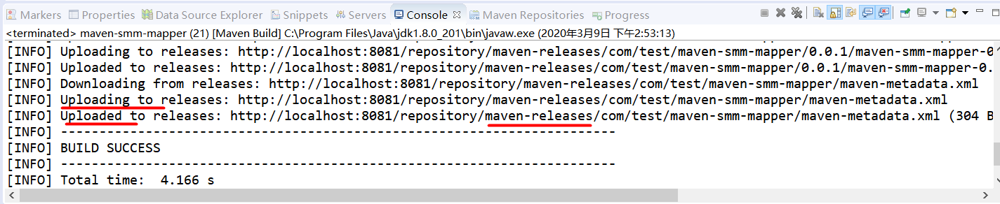 Markers Properties Data Source Explorer Snippets Servers Console Maven Repositories Progress
<terminated> maven-smm-mapper (21) [Maven Build] C:\Program Files\Java\jdk1.8.0_201\bin\javaw.exe (2020年3月9日 下午2:53:13)
[INFO] Uploading to releases: http://localhost:8081/repository/maven-releases/com/test/maven-smm-mapper/0.0.1/maven-smm-mapper-0
[INFO] Uploaded to releases: http://localhost:8081/repository/maven-releases/com/test/maven-smm-mapper/0.0.1/maven-smm-mapper-0.
[INFO] Downloading from releases: http://localhost:8081/repository/maven-releases/com/test/maven-smm-mapper/maven-metadata.xml
[INFO] Uploading to releases: http://localhost:8081/repository/maven-releases/com/test/maven-smm-mapper/maven-metadata.xml
[INFO] Uploaded to releases: http://localhost:8081/repository/maven-releases/com/test/maven-smm-mapper/maven-metadata.xml (304 B
[INFO] ------------------------------------------------------------------------
[INFO] BUILD SUCCESS
[INFO] ------------------------------------------------------------------------
[INFO] Total time:  4.166 s